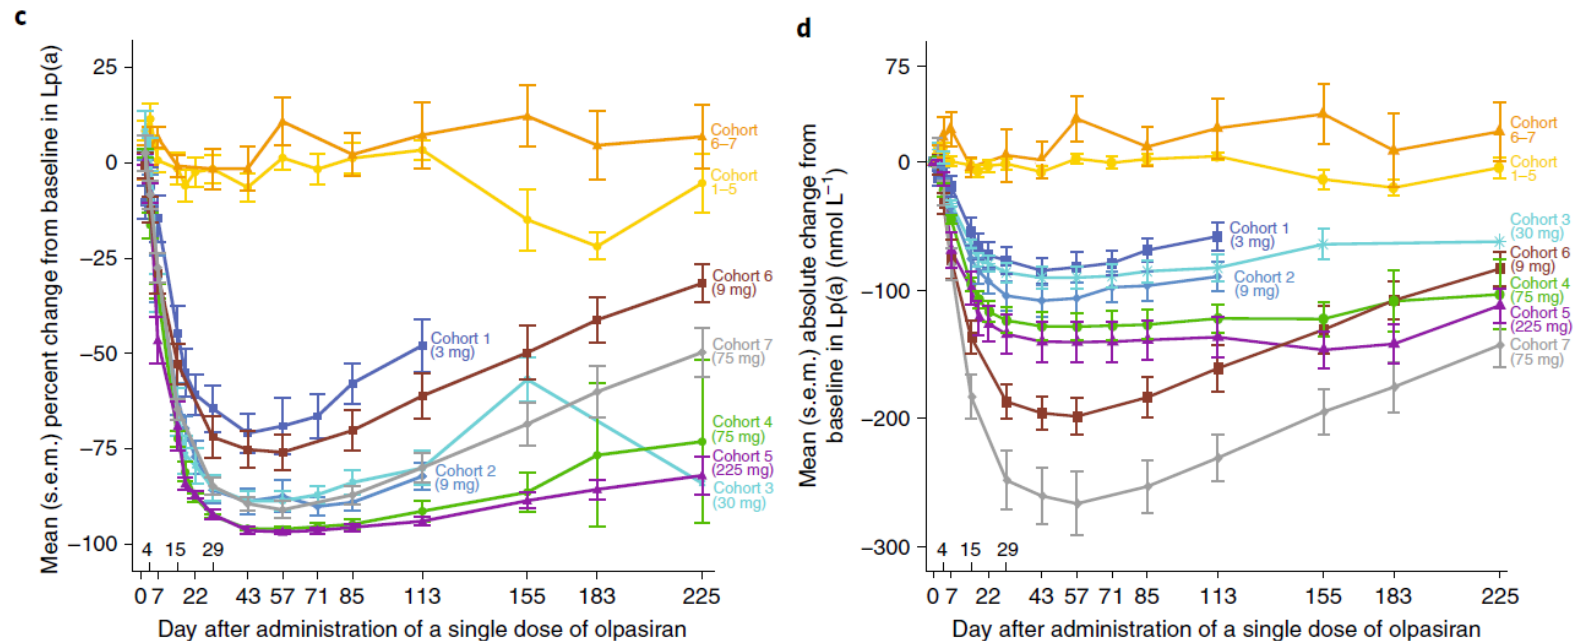 c
Mean (s.e.m.) percent change from baseline in Lp(a)
25
0
−25
−50
−75
−100
4 15 29
0 7 22 43 57 71 85 113 155 183 225
Day after administration of a single dose of olpasiran
Cohort
6–7
Cohort
1–5
Cohort 6
(9 mg)
Cohort 1
(3 mg)
Cohort 7
(75 mg)
Cohort 4
(75 mg)
Cohort 5
(225 mg)
Cohort 2
(9 mg)
Cohort 3
(30 mg)
d
Mean (s.e.m.) absolute change from
baseline in Lp(a) (nmol L⁻¹)
75
0
−100
−200
−300
4 15 29
0 7 22 43 57 71 85 113 155 183 225
Day after administration of a single dose of olpasiran
Cohort
6–7
Cohort
1–5
Cohort 1
(3 mg)
Cohort 3
(30 mg)
Cohort 2
(9 mg)
Cohort 6
(9 mg)
Cohort 4
(75 mg)
Cohort 5
(225 mg)
Cohort 7
(75 mg)